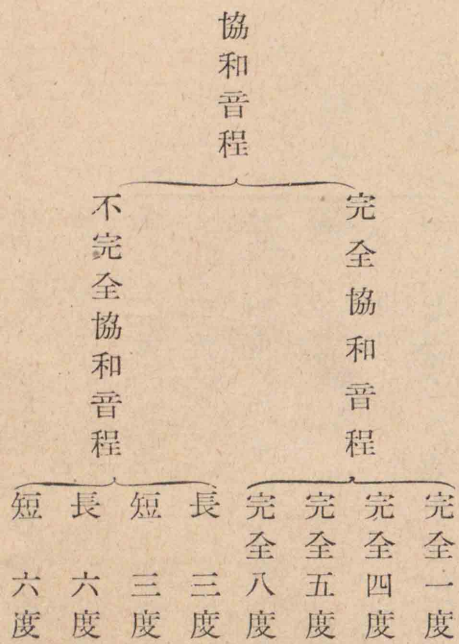 協和音程
完全協和音程
完全一度
完全四度
完全五度
完全八度
不完全協和音程
長三度
短三度
長六度
短六度